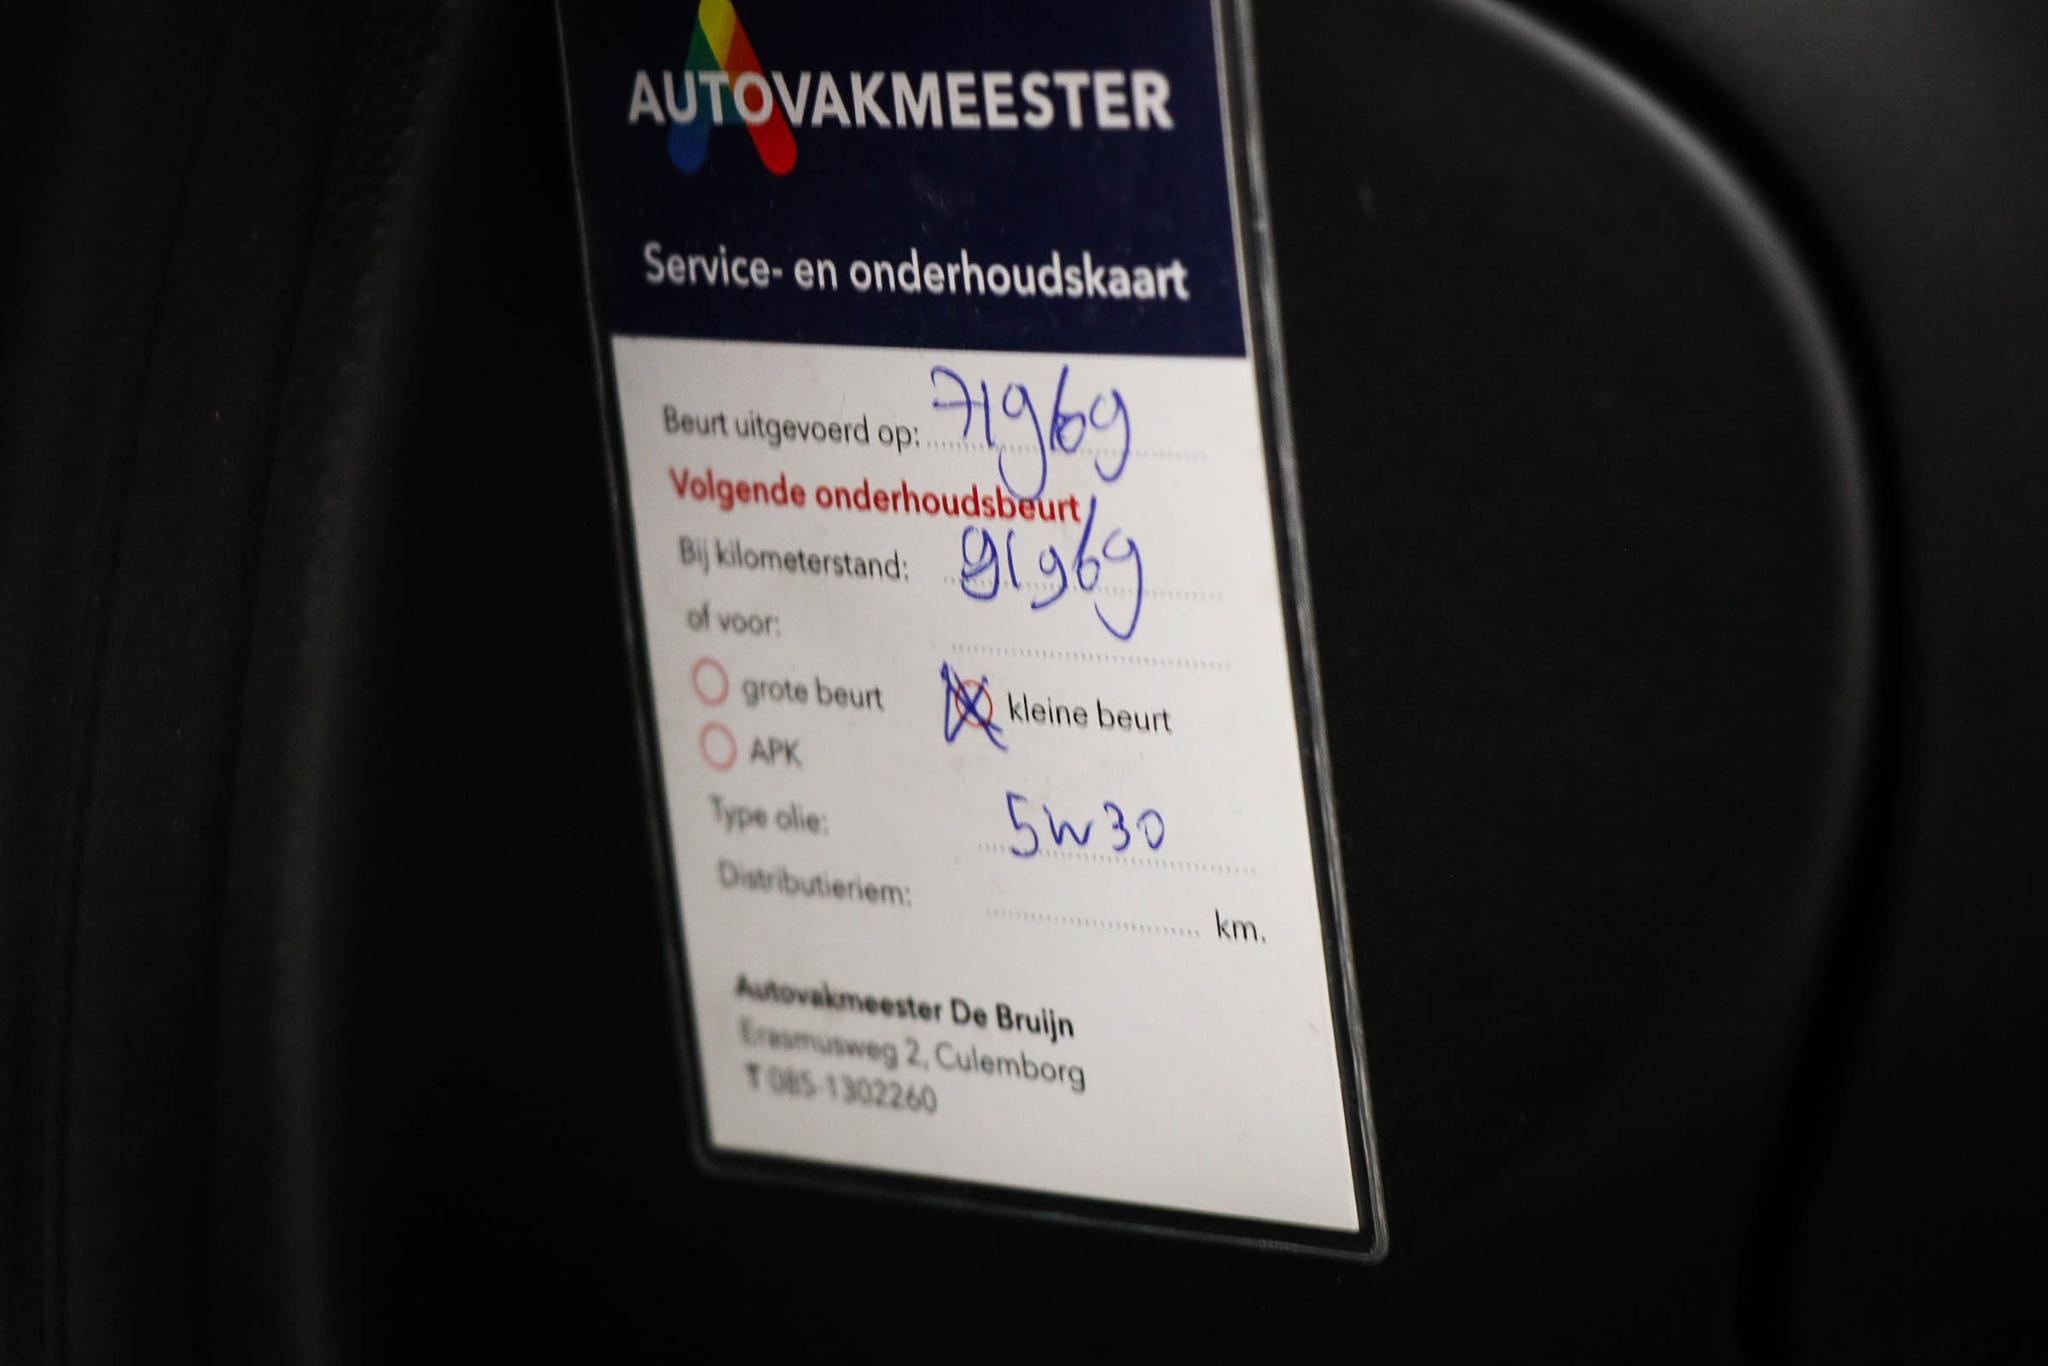 AUTOVAKMEESTER
Service- en onderhoudskaart
Beurt uitgevoerd op: 71969
Volgende onderhoudsbeurt
Bij kilometerstand: 91969
of voor:
grote beurt kleine beurt
APK
Type olie: 5W30
Distributieriem: km.
Autovakmeester De Bruijn
Erasmusweg 2, Culemborg
T 085-1302260